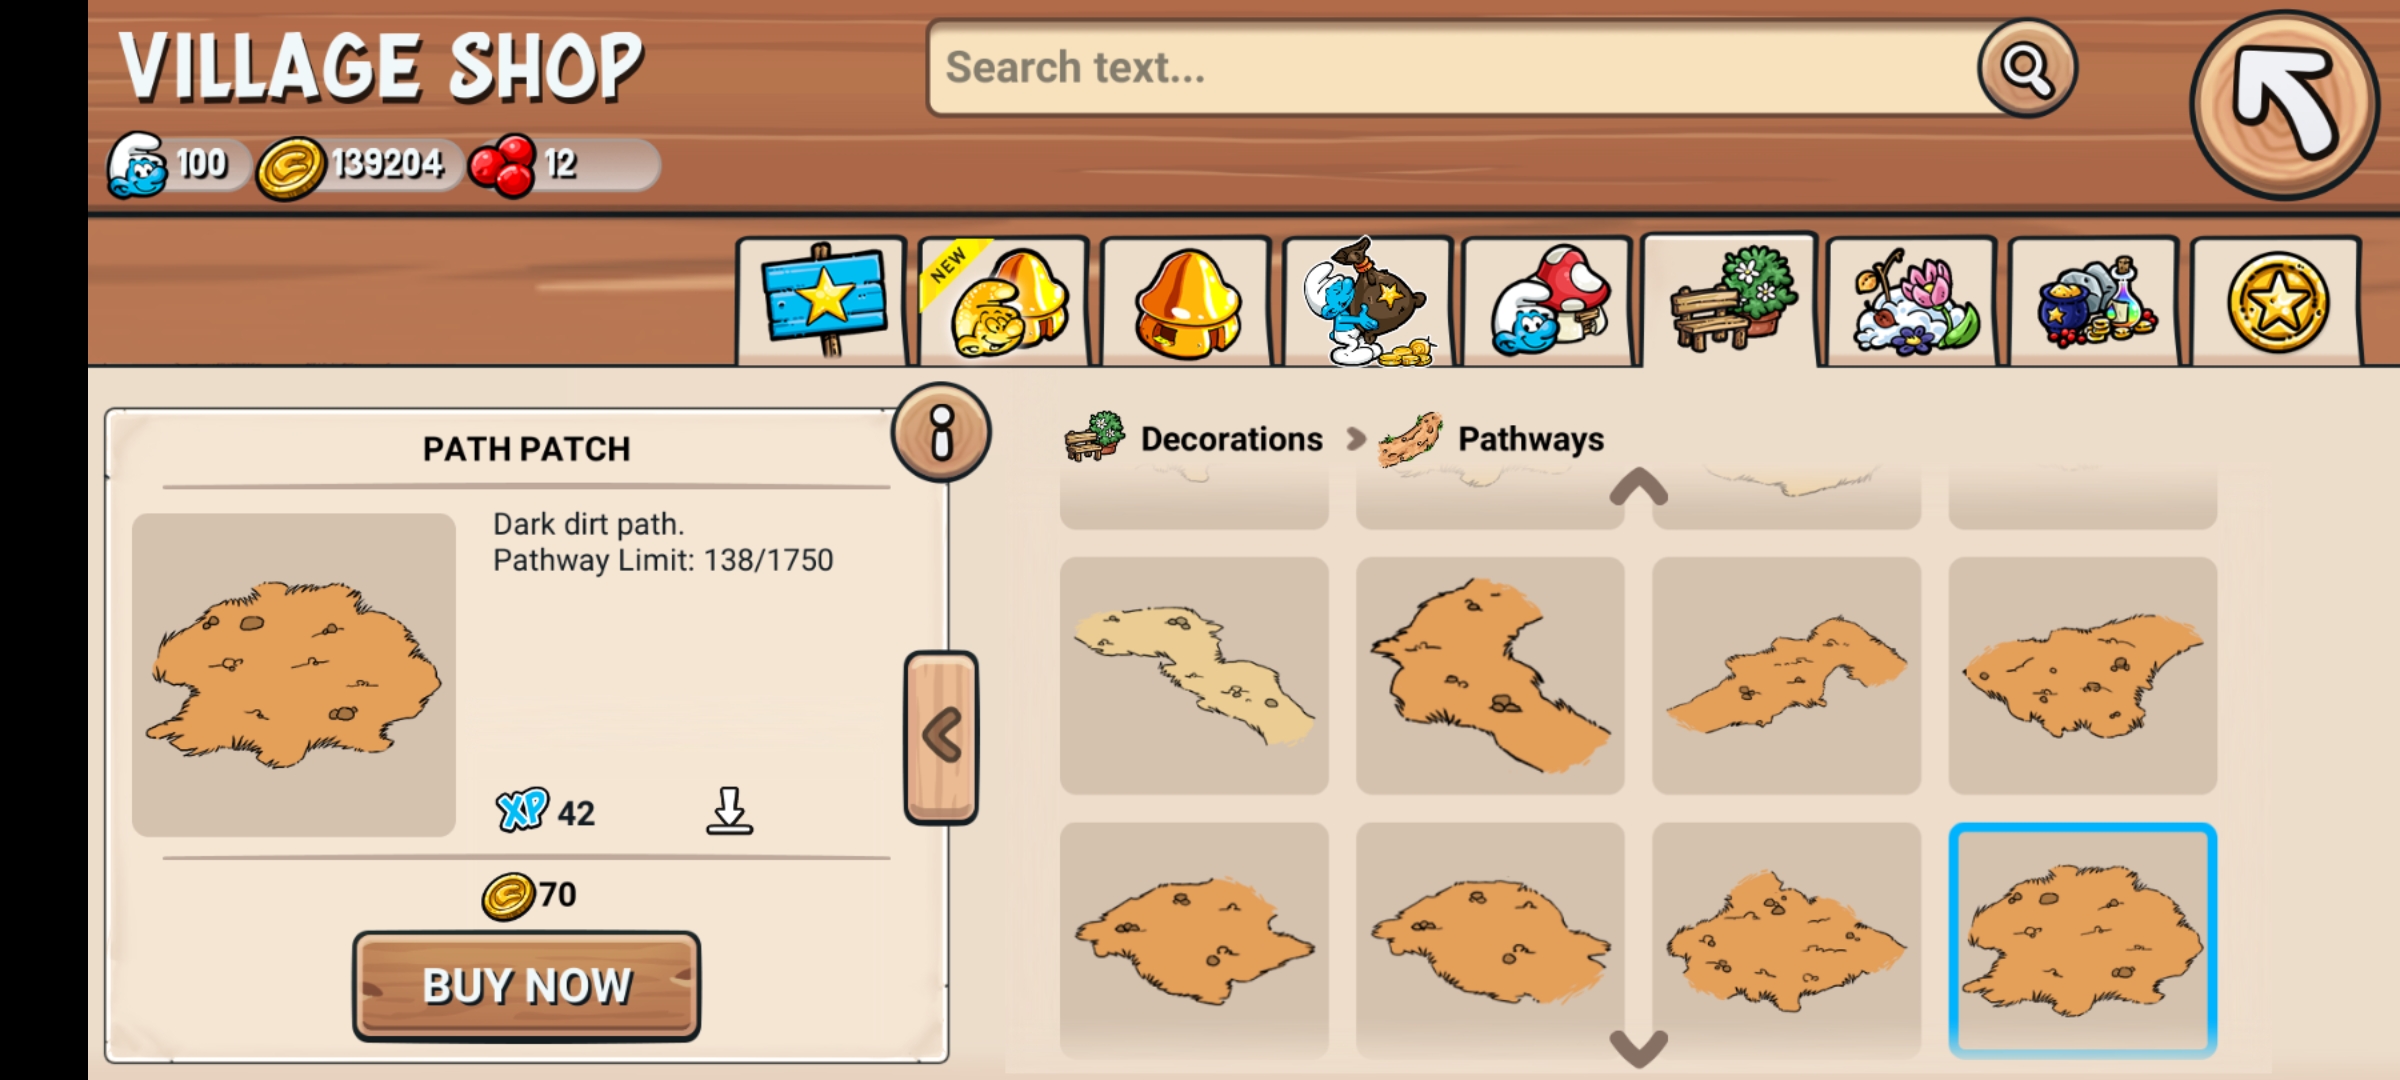 VILLAGE SHOP
Search text...
100
139204
12
NEW
PATH PATCH
Dark dirt path.
Pathway Limit: 138/1750
XP 42
70
BUY NOW
Decorations
Pathways